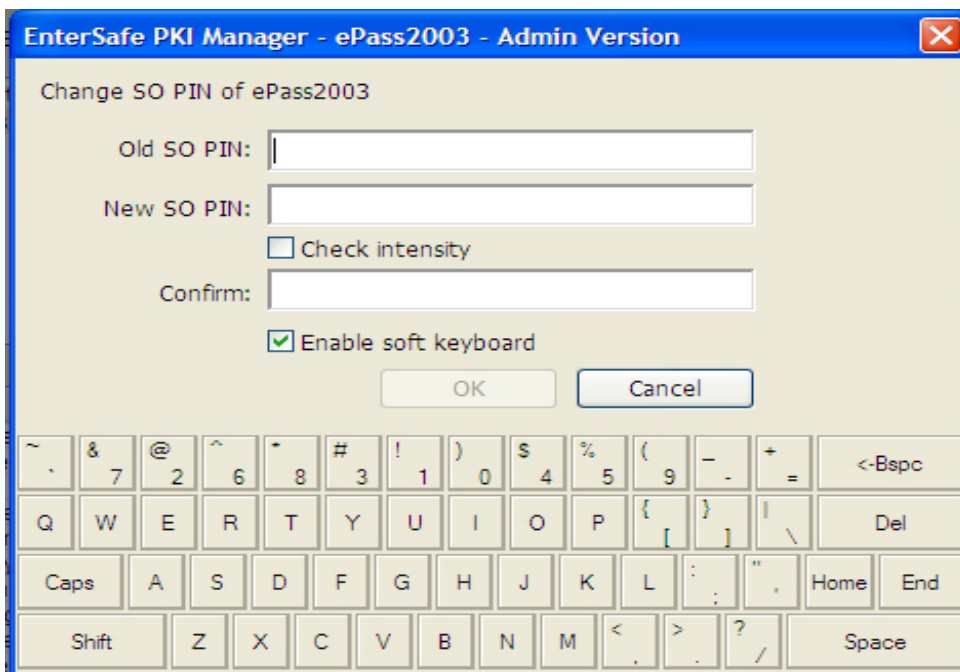 EnterSafe PKI Manager - ePass2003 - Admin Version
Change SO PIN of ePass2003
Old SO PIN:
New SO PIN:
Check intensity
Confirm:
Enable soft keyboard
OK Cancel
~ ` & 7 @ 2 ^ 6 * 8 # 3 ! 1 ) 0 $ 4 % 5 ( 9 _ - + = <-Bspc
Q W E R T Y U I O P { [ } ] | \ Del
Caps A S D F G H J K L : ; " ' Home End
Shift Z X C V B N M < , > . ? / Space